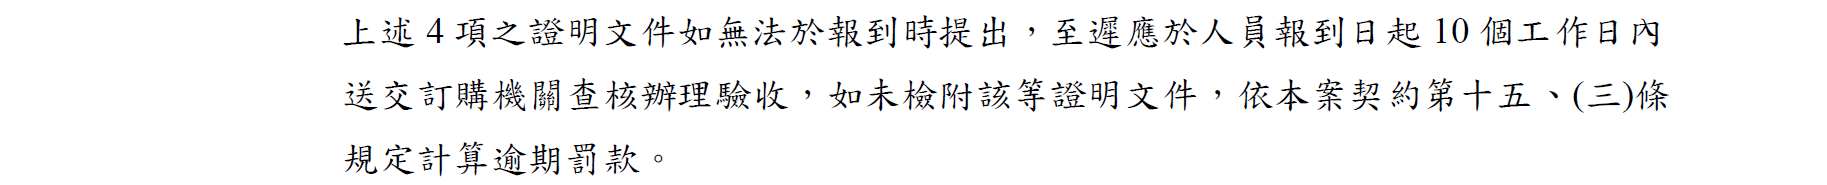 上述 4 項之證明文件如無法於報到時提出，至遲應於人員報到日起 10 個工作日內
送交訂購機關查核辦理驗收，如未檢附該等證明文件，依本案契約第十五、(三)條
規定計算逾期罰款。